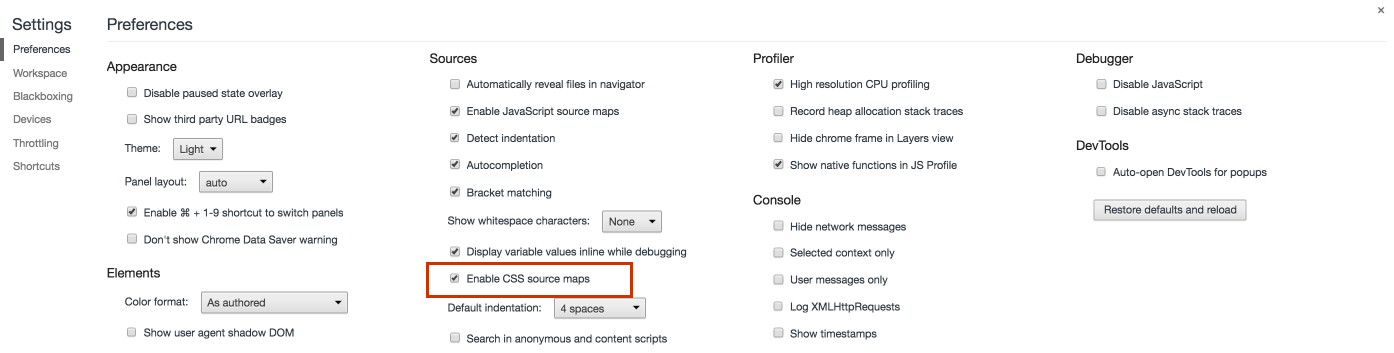 Settings
Preferences
Workspace
Blackboxing
Devices
Throttling
Shortcuts
Preferences
×
Appearance
Disable paused state overlay
Show third party URL badges
Theme: Light
Panel layout: auto
Enable ⌘ + 1-9 shortcut to switch panels
Don't show Chrome Data Saver warning
Elements
Color format: As authored
Show user agent shadow DOM
Sources
Automatically reveal files in navigator
Enable JavaScript source maps
Detect indentation
Autocompletion
Bracket matching
Show whitespace characters: None
Display variable values inline while debugging
Enable CSS source maps
Default indentation: 4 spaces
Search in anonymous and content scripts
Profiler
High resolution CPU profiling
Record heap allocation stack traces
Hide chrome frame in Layers view
Show native functions in JS Profile
Console
Hide network messages
Selected context only
User messages only
Log XMLHttpRequests
Show timestamps
Debugger
Disable JavaScript
Disable async stack traces
DevTools
Auto-open DevTools for popups
Restore defaults and reload